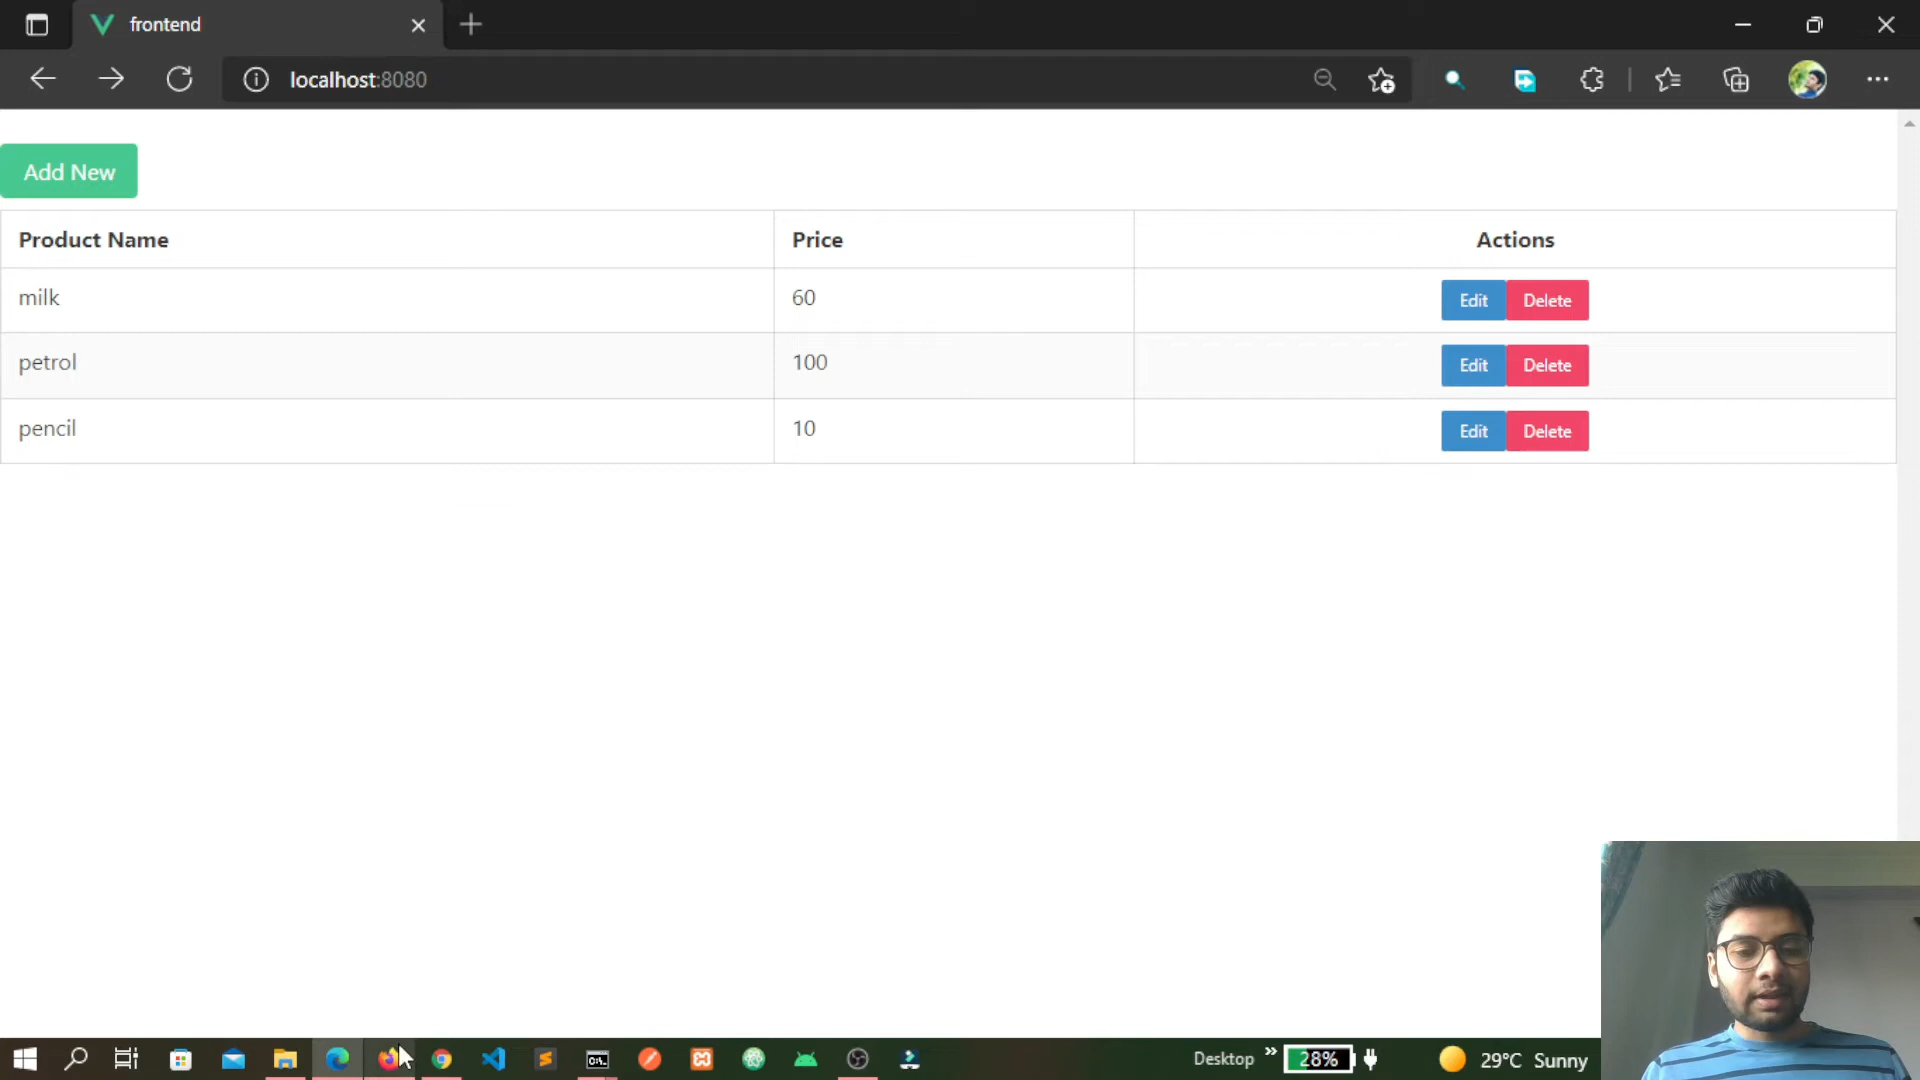 frontend
localhost:8080
Add New
Product Name Price Actions
milk 60 Edit Delete
petrol 100 Edit Delete
pencil 10 Edit Delete
Desktop » 28% 29°C Sunny